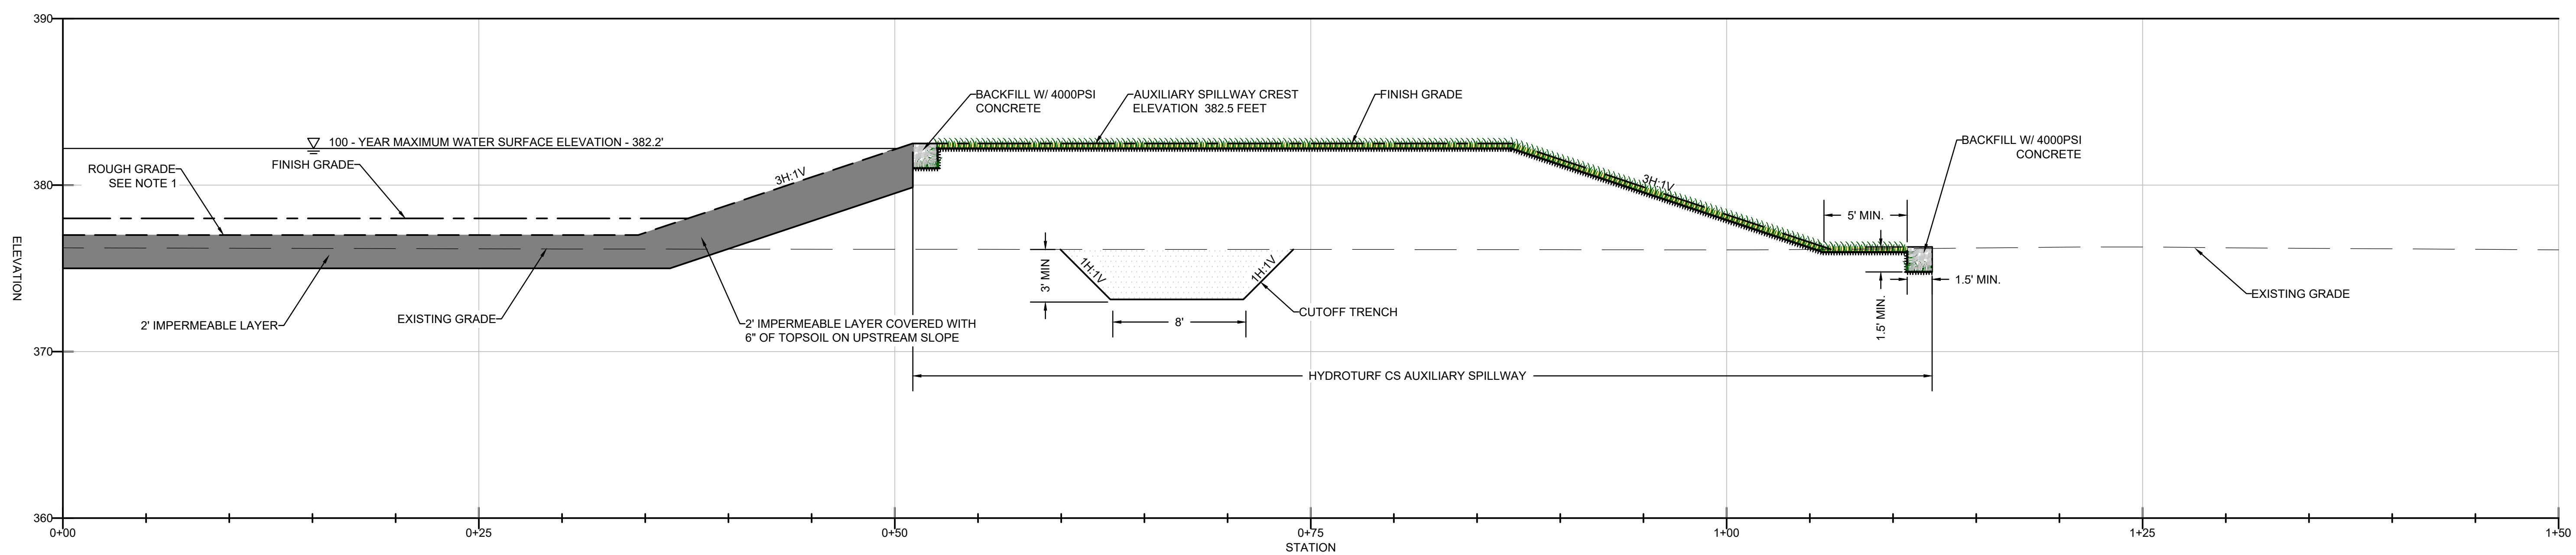 390
BACKFILL W/ 4000PSI
CONCRETE
AUXILIARY SPILLWAY CREST
ELEVATION 382.5 FEET
FINISH GRADE
100 - YEAR MAXIMUM WATER SURFACE ELEVATION - 382.2'
BACKFILL W/ 4000PSI
CONCRETE
ROUGH GRADE
SEE NOTE 1
FINISH GRADE
3H:1V
3H:1V
380
5' MIN.
ELEVATION
3' MIN
1H:1V
1H:1V
1.5' MIN.
EXISTING GRADE
2' IMPERMEABLE LAYER
EXISTING GRADE
2' IMPERMEABLE LAYER COVERED WITH
6" OF TOPSOIL ON UPSTREAM SLOPE
8'
CUTOFF TRENCH
1.5' MIN.
370
HYDROTURF CS AUXILIARY SPILLWAY
360
0+00
0+25
0+50
0+75
1+00
1+25
1+50
STATION